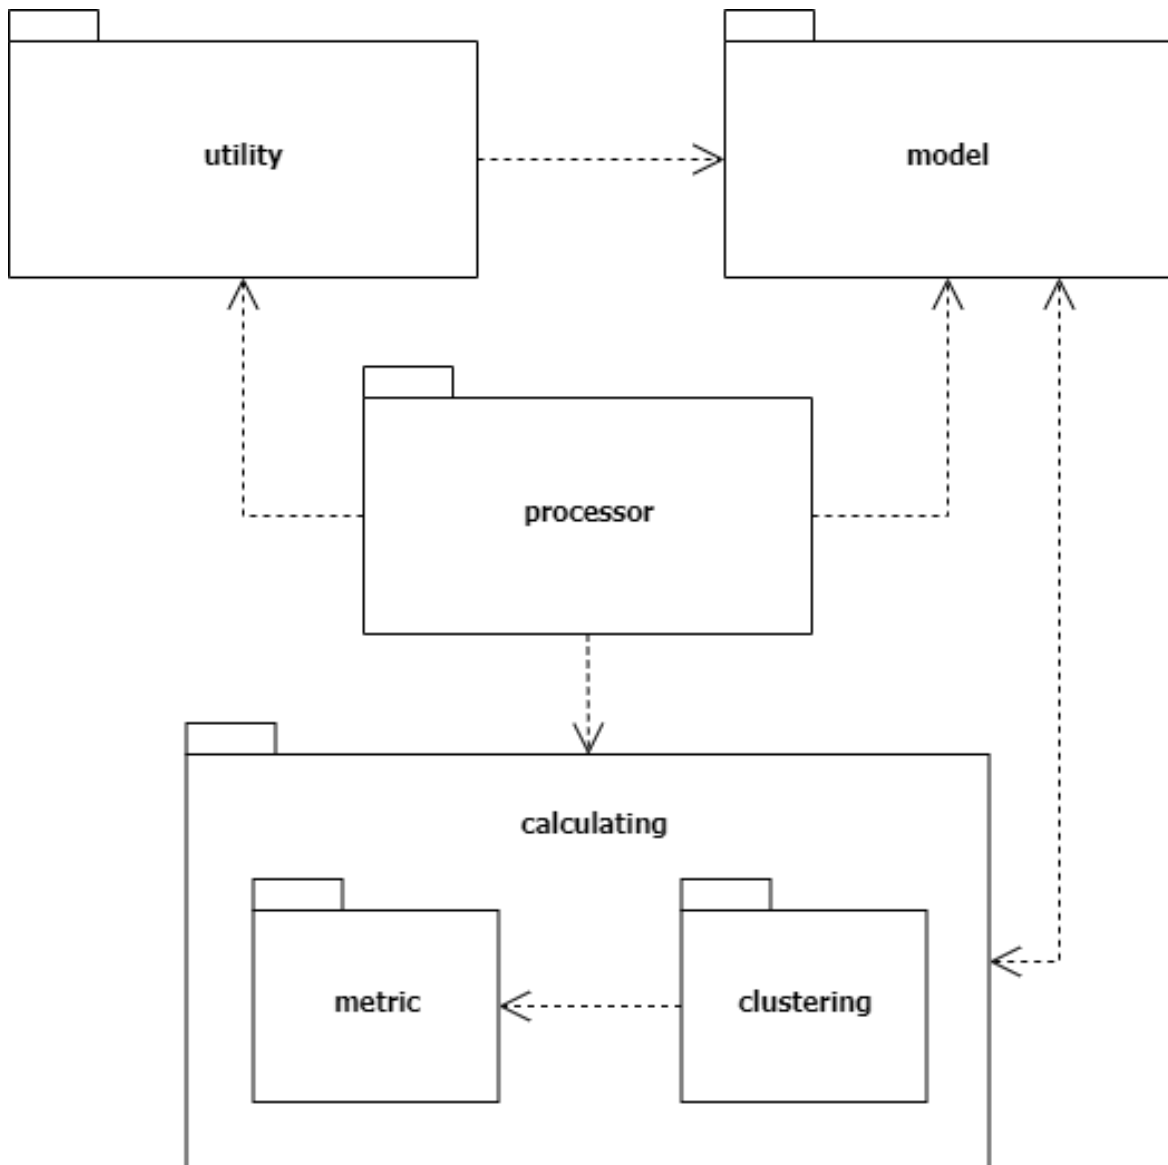 utility
model
processor
calculating
metric
clustering